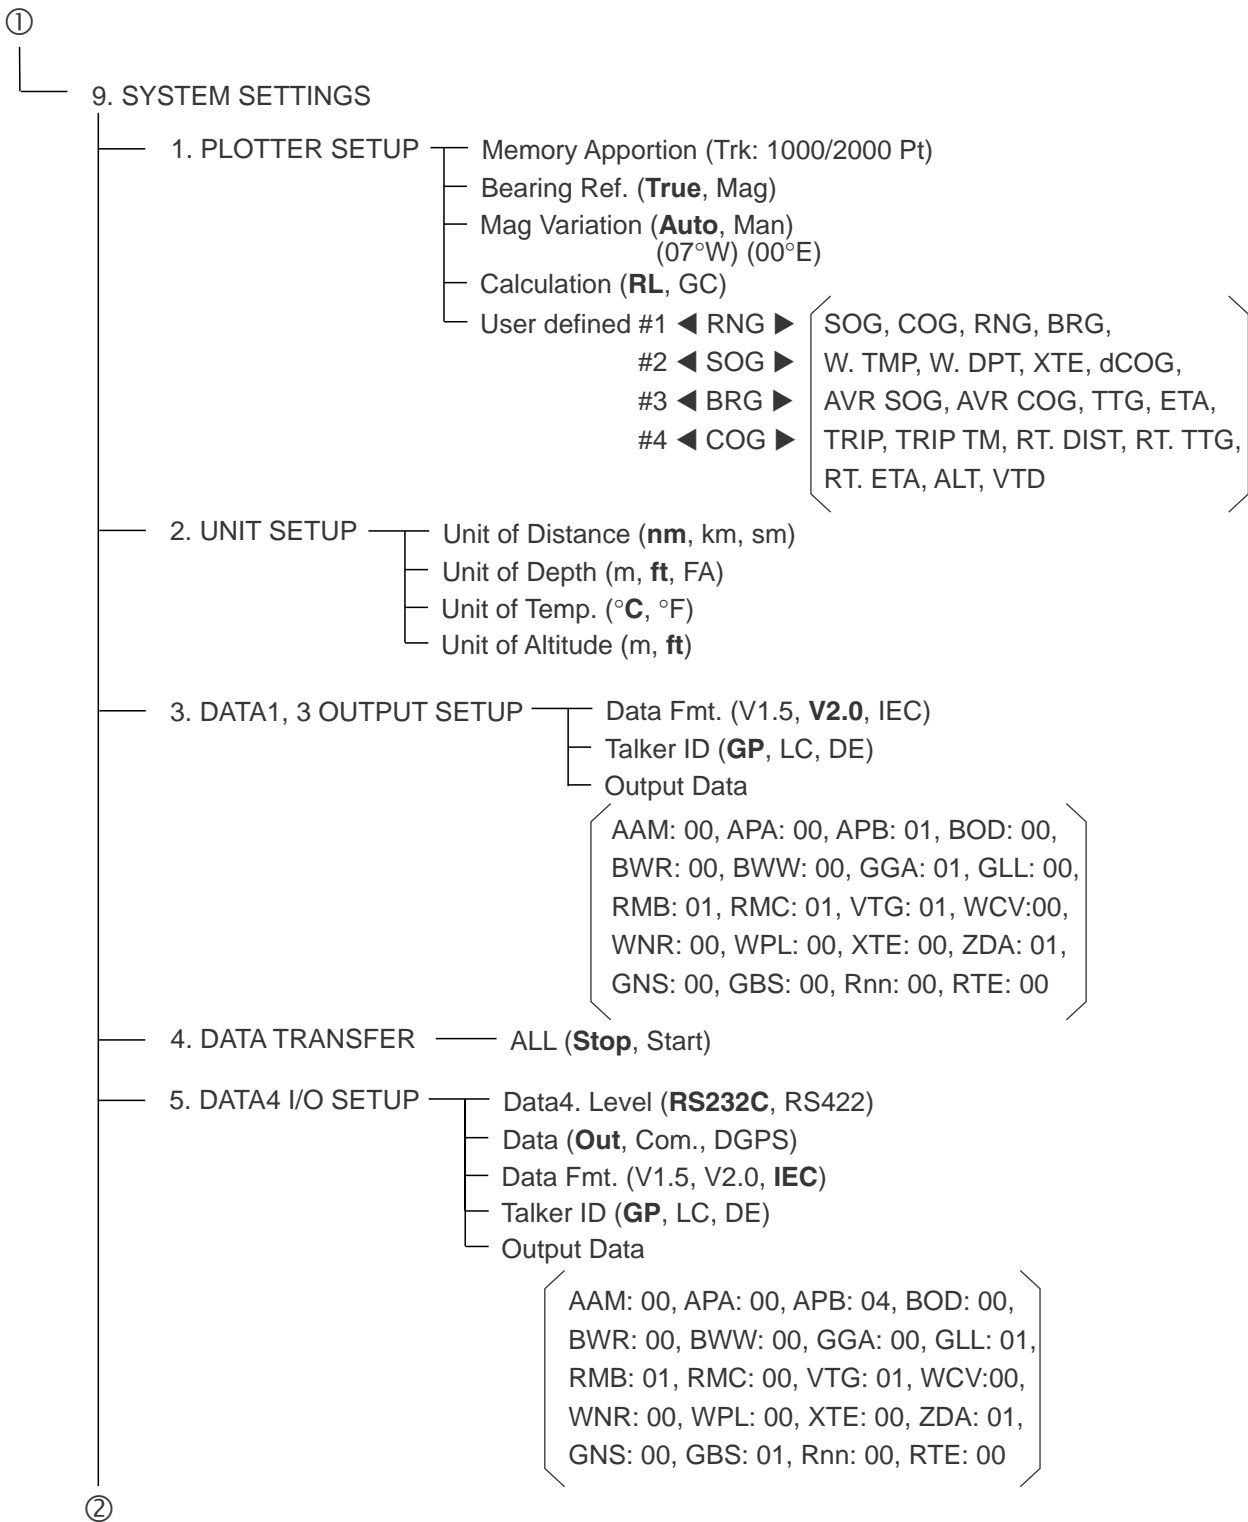 ①
9. SYSTEM SETTINGS
1. PLOTTER SETUP
Memory Apportion (Trk: 1000/2000 Pt)
Bearing Ref. (True, Mag)
Mag Variation (Auto, Man)
(07°W) (00°E)
Calculation (RL, GC)
User defined #1 ◀ RNG ▶
#2 ◀ SOG ▶
#3 ◀ BRG ▶
#4 ◀ COG ▶
SOG, COG, RNG, BRG,
W. TMP, W. DPT, XTE, dCOG,
AVR SOG, AVR COG, TTG, ETA,
TRIP, TRIP TM, RT. DIST, RT. TTG,
RT. ETA, ALT, VTD
2. UNIT SETUP
Unit of Distance (nm, km, sm)
Unit of Depth (m, ft, FA)
Unit of Temp. (°C, °F)
Unit of Altitude (m, ft)
3. DATA1, 3 OUTPUT SETUP
Data Fmt. (V1.5, V2.0, IEC)
Talker ID (GP, LC, DE)
Output Data
AAM: 00, APA: 00, APB: 01, BOD: 00,
BWR: 00, BWW: 00, GGA: 01, GLL: 00,
RMB: 01, RMC: 01, VTG: 01, WCV:00,
WNR: 00, WPL: 00, XTE: 00, ZDA: 01,
GNS: 00, GBS: 00, Rnn: 00, RTE: 00
4. DATA TRANSFER
ALL (Stop, Start)
5. DATA4 I/O SETUP
Data4. Level (RS232C, RS422)
Data (Out, Com., DGPS)
Data Fmt. (V1.5, V2.0, IEC)
Talker ID (GP, LC, DE)
Output Data
AAM: 00, APA: 00, APB: 04, BOD: 00,
BWR: 00, BWW: 00, GGA: 00, GLL: 01,
RMB: 01, RMC: 00, VTG: 01, WCV:00,
WNR: 00, WPL: 00, XTE: 00, ZDA: 01,
GNS: 00, GBS: 01, Rnn: 00, RTE: 00
②